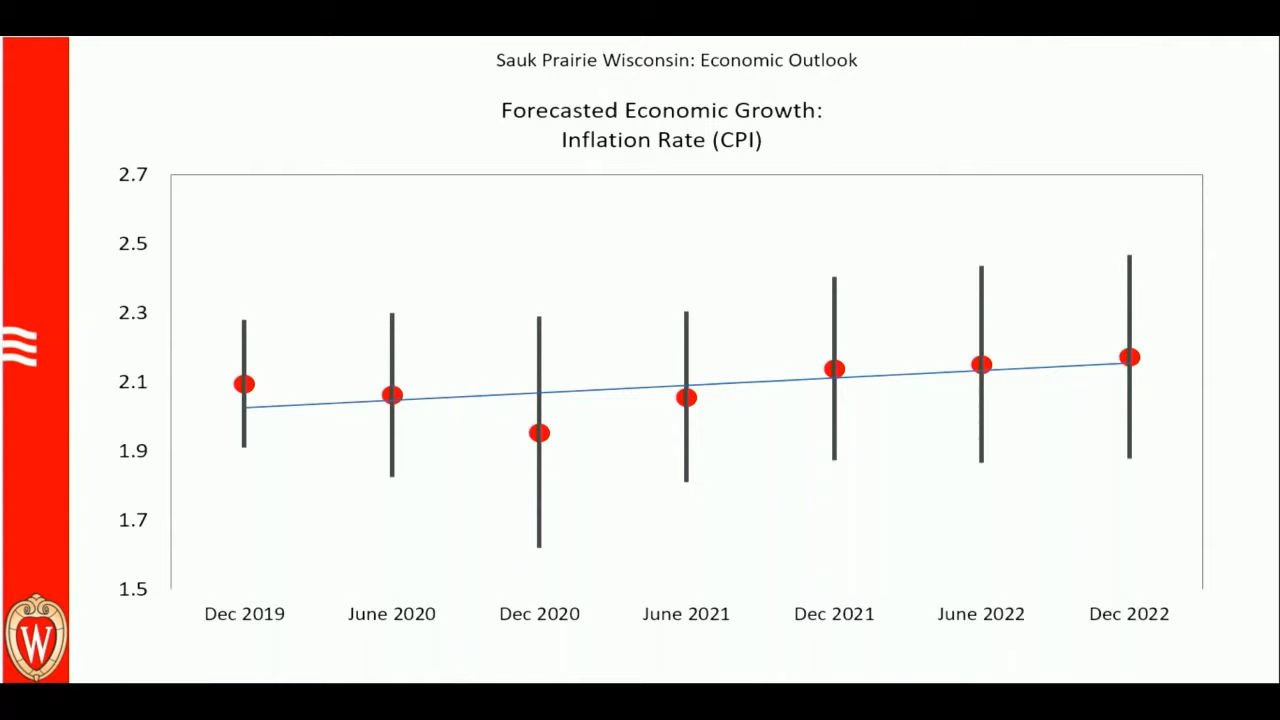 Sauk Prairie Wisconsin: Economic Outlook
Forecasted Economic Growth:
Inflation Rate (CPI)
2.7
2.5
2.3
2.1
1.9
1.7
1.5
Dec 2019 June 2020 Dec 2020 June 2021 Dec 2021 June 2022 Dec 2022
W